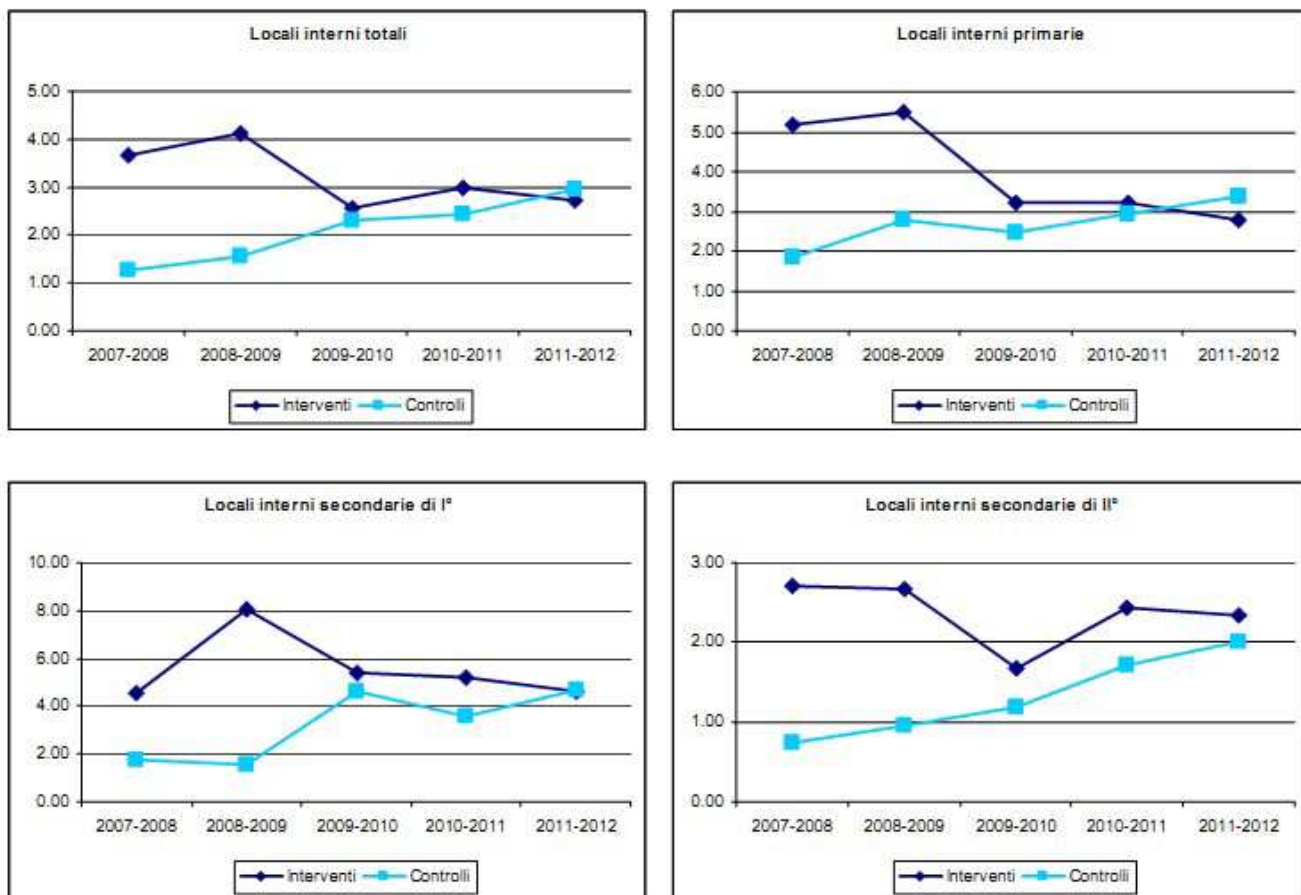 Locali interni totali
5.00
4.00
3.00
2.00
1.00
0.00
2007-2008 2008-2009 2009-2010 2010-2011 2011-2012
Interventi Controlli
Locali interni primarie
6.00
5.00
4.00
3.00
2.00
1.00
0.00
2007-2008 2008-2009 2009-2010 2010-2011 2011-2012
Interventi Controlli
Locali interni secondarie di I°
10.00
8.00
6.00
4.00
2.00
0.00
2007-2008 2008-2009 2009-2010 2010-2011 2011-2012
Interventi Controlli
Locali interni secondarie di II°
3.00
2.00
1.00
0.00
2007-2008 2008-2009 2009-2010 2010-2011 2011-2012
Interventi Controlli